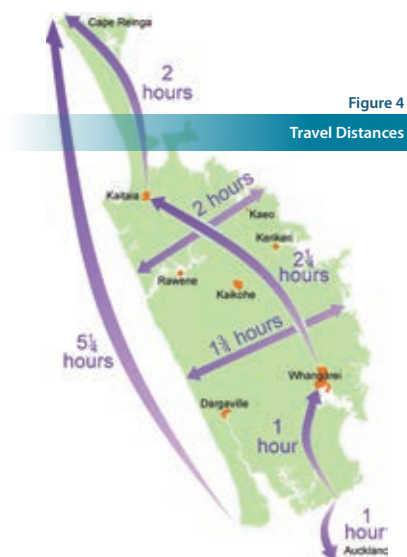 Cape Reinga
2
hours
Figure 4
Travel Distances
Kaitaia
2 hours
Kaeo
Kerikeri
2¼
hours
Rawene
Kaikohe
5¼
hours
1¾ hours
Whangarei
Dargaville
1
hour
1
hour
Auckland